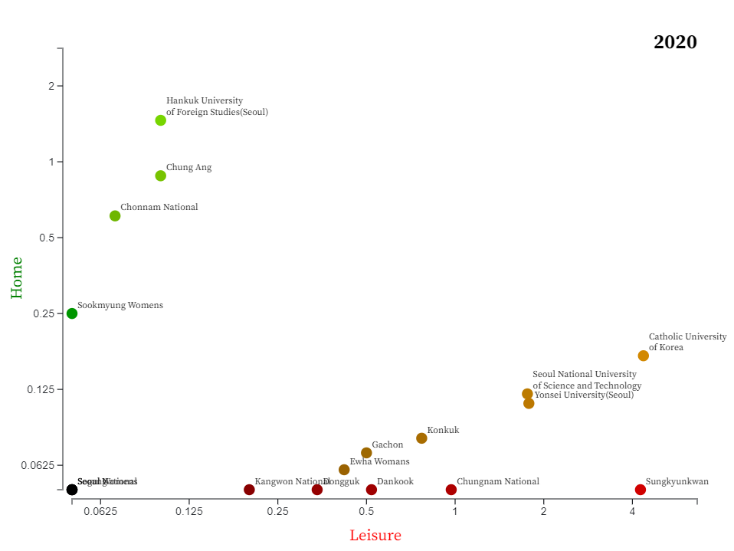 2020
2
Hankuk University
of Foreign Studies(Seoul)
1
Chung Ang
Chonnam National
0.5
Home
Sookmyung Womens
0.25
Catholic University
of Korea
Seoul National University
of Science and Technology
0.125
Yonsei University(Seoul)
Konkuk
Gachon
Ewha Womans
0.0625
National
Kangwon National
Dongguk
Dankook
Chungnam National
Sungkyunkwan
0.0625
0.125
0.25
0.5
1
2
4
Leisure